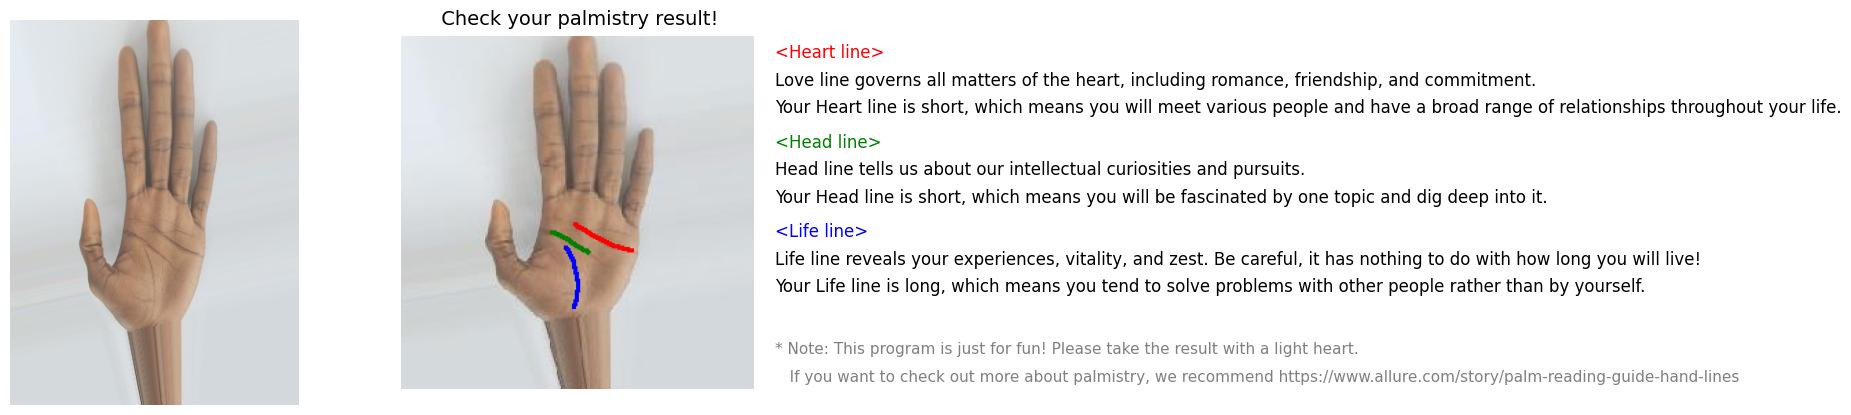 Check your palmistry result!
<Heart line>
Love line governs all matters of the heart, including romance, friendship, and commitment.
Your Heart line is short, which means you will meet various people and have a broad range of relationships throughout your life.
<Head line>
Head line tells us about our intellectual curiosities and pursuits.
Your Head line is short, which means you will be fascinated by one topic and dig deep into it.
<Life line>
Life line reveals your experiences, vitality, and zest. Be careful, it has nothing to do with how long you will live!
Your Life line is long, which means you tend to solve problems with other people rather than by yourself.
* Note: This program is just for fun! Please take the result with a light heart.
If you want to check out more about palmistry, we recommend https://www.allure.com/story/palm-reading-guide-hand-lines